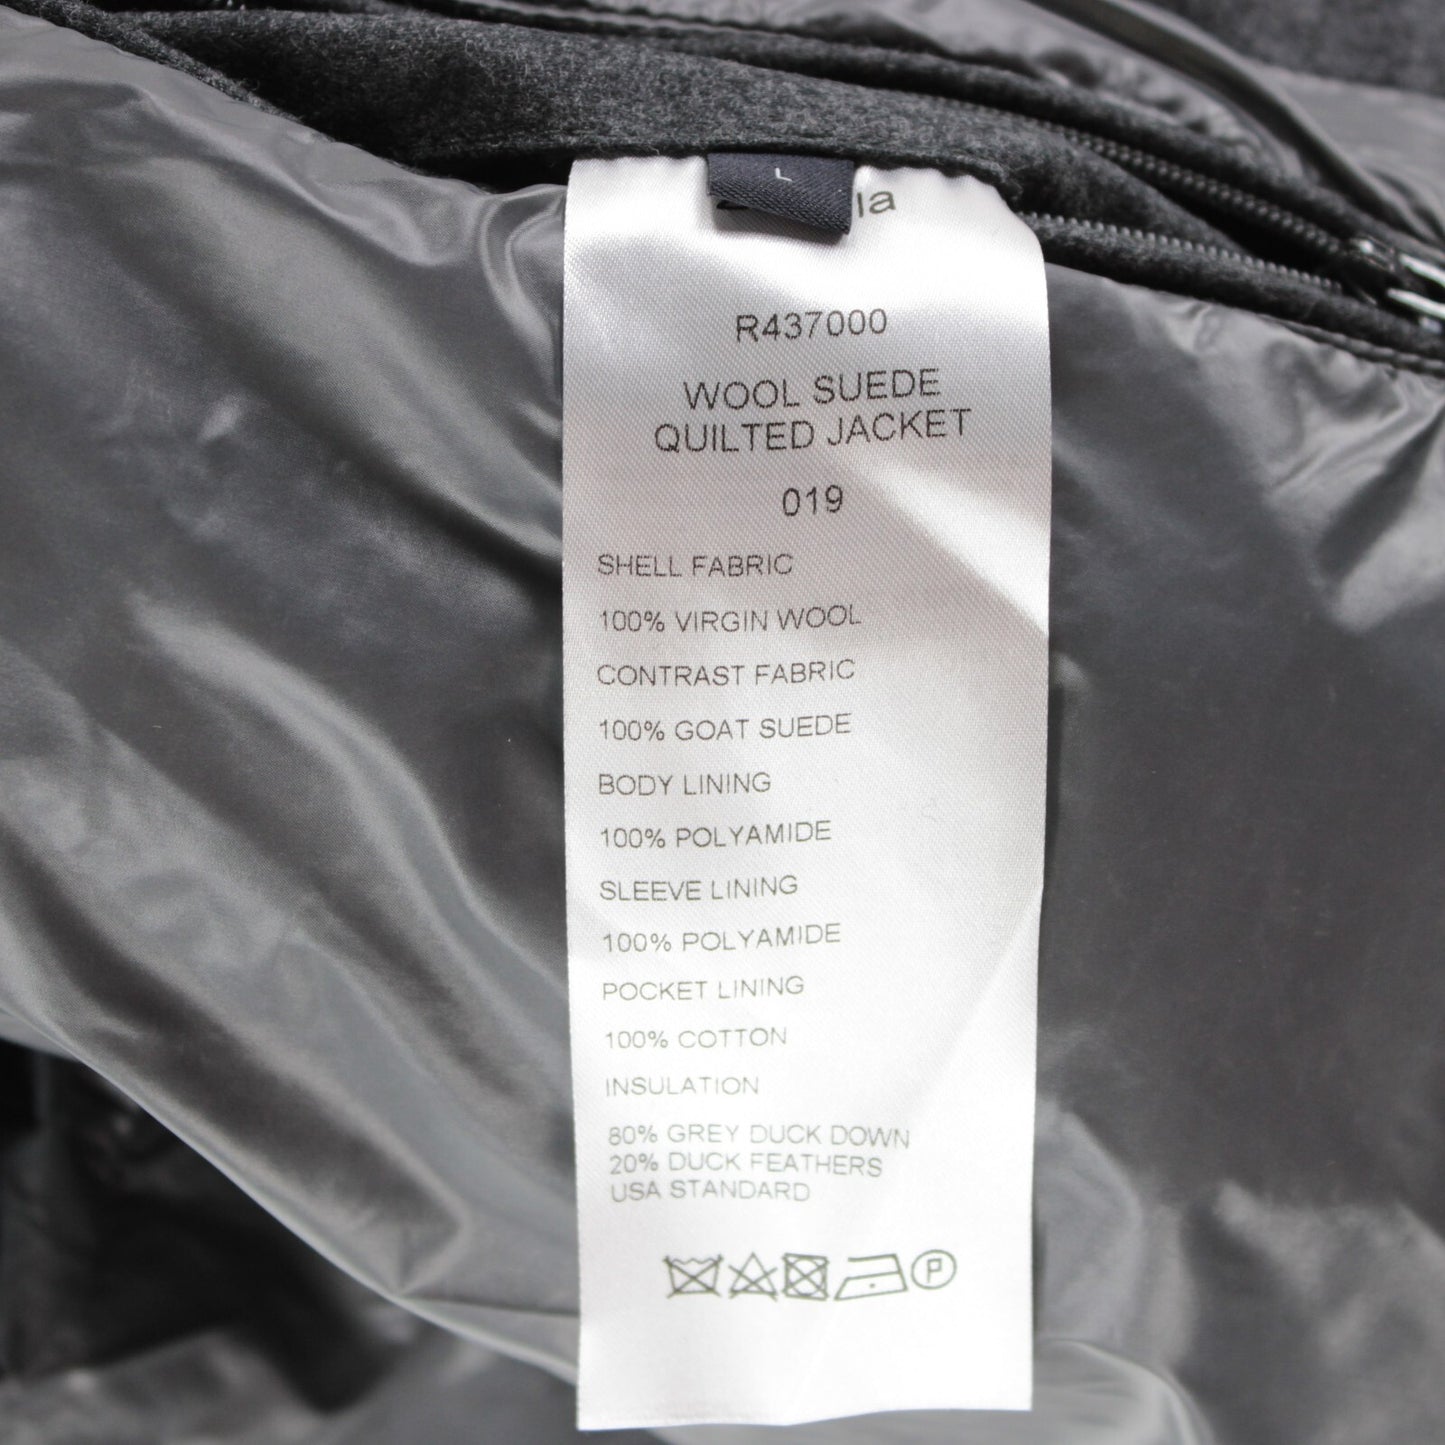 L
R437000
WOOL SUEDE
QUILTED JACKET
019
SHELL FABRIC
100% VIRGIN WOOL
CONTRAST FABRIC
100% GOAT SUEDE
BODY LINING
100% POLYAMIDE
SLEEVE LINING
100% POLYAMIDE
POCKET LINING
100% COTTON
INSULATION
80% GREY DUCK DOWN
20% DUCK FEATHERS
USA STANDARD
P